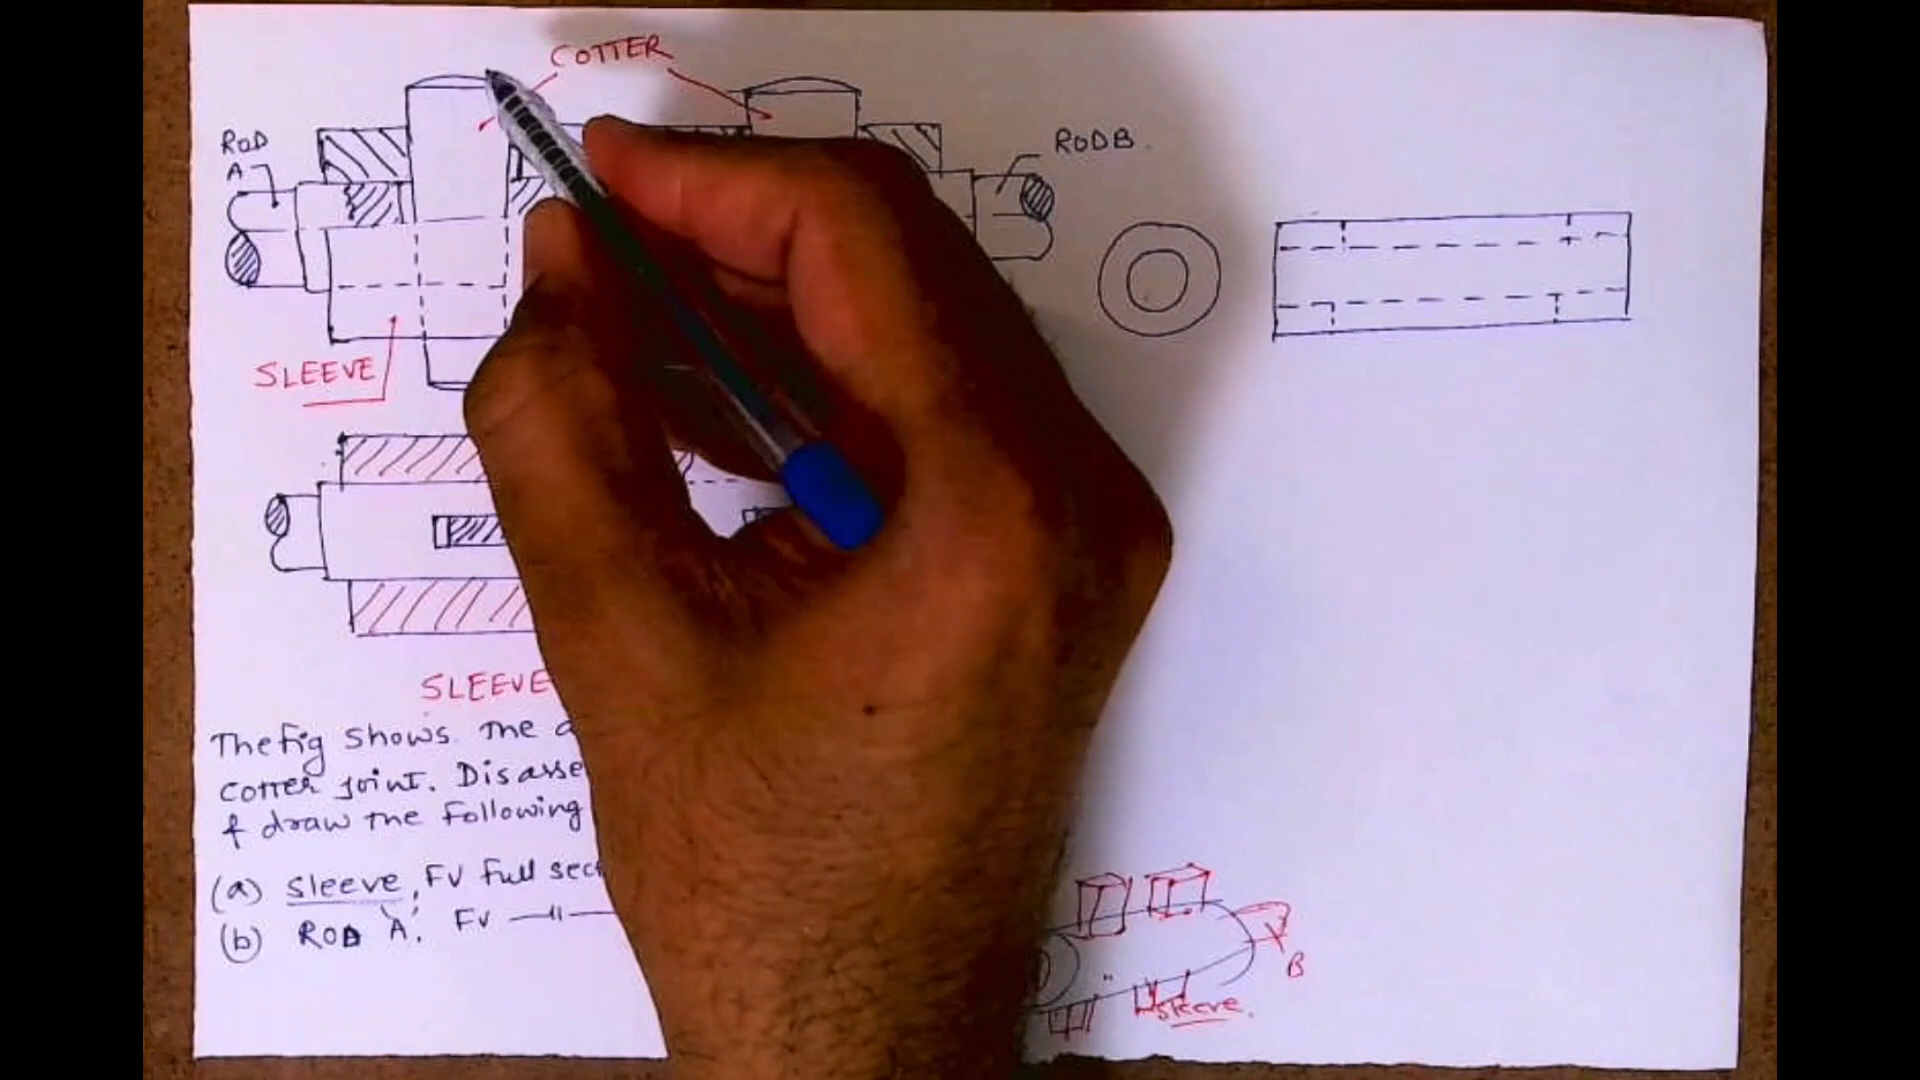 COTTER
ROD
A
ROD B.
SLEEVE
SLEEVE
The fig shows the
cotter joint. Disasse
& draw the following
(a) Sleeve, FV full sec
(b) ROD A. FV —"—
B
Sleeve.